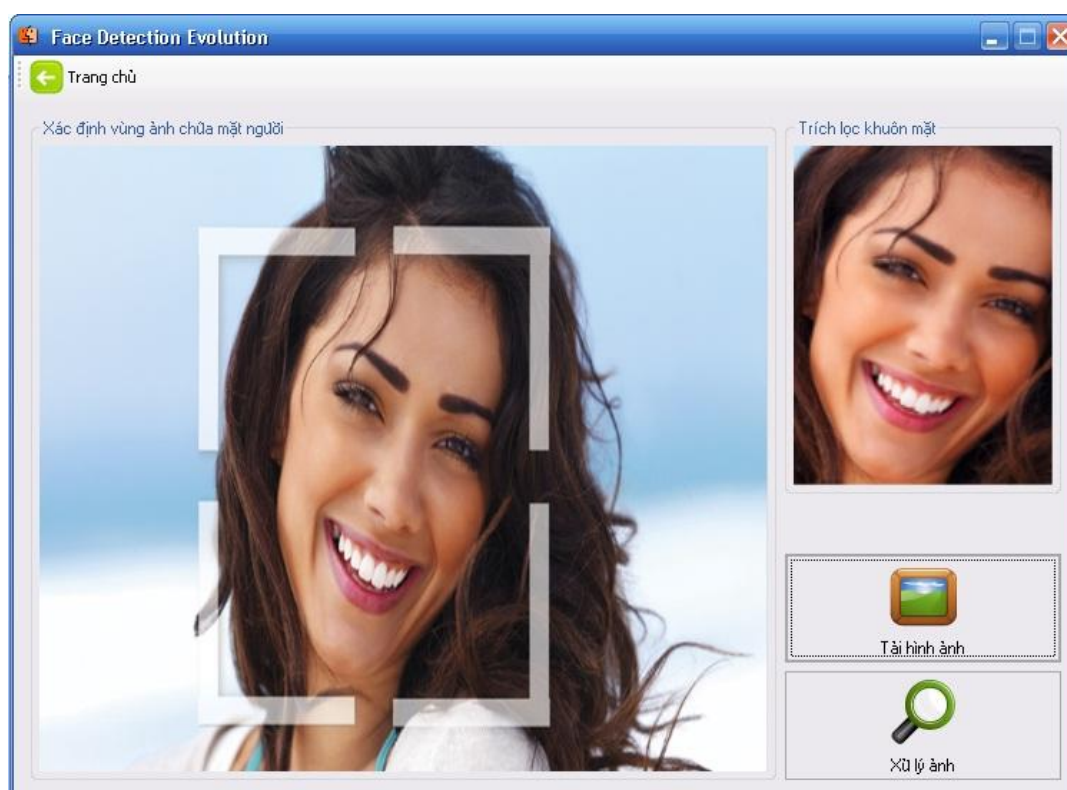 Face Detection Evolution
Trang chủ
Xác định vùng ảnh chữa mặt người
Trích lọc khuôn mặt
Tải hình ảnh
Xử lý ảnh